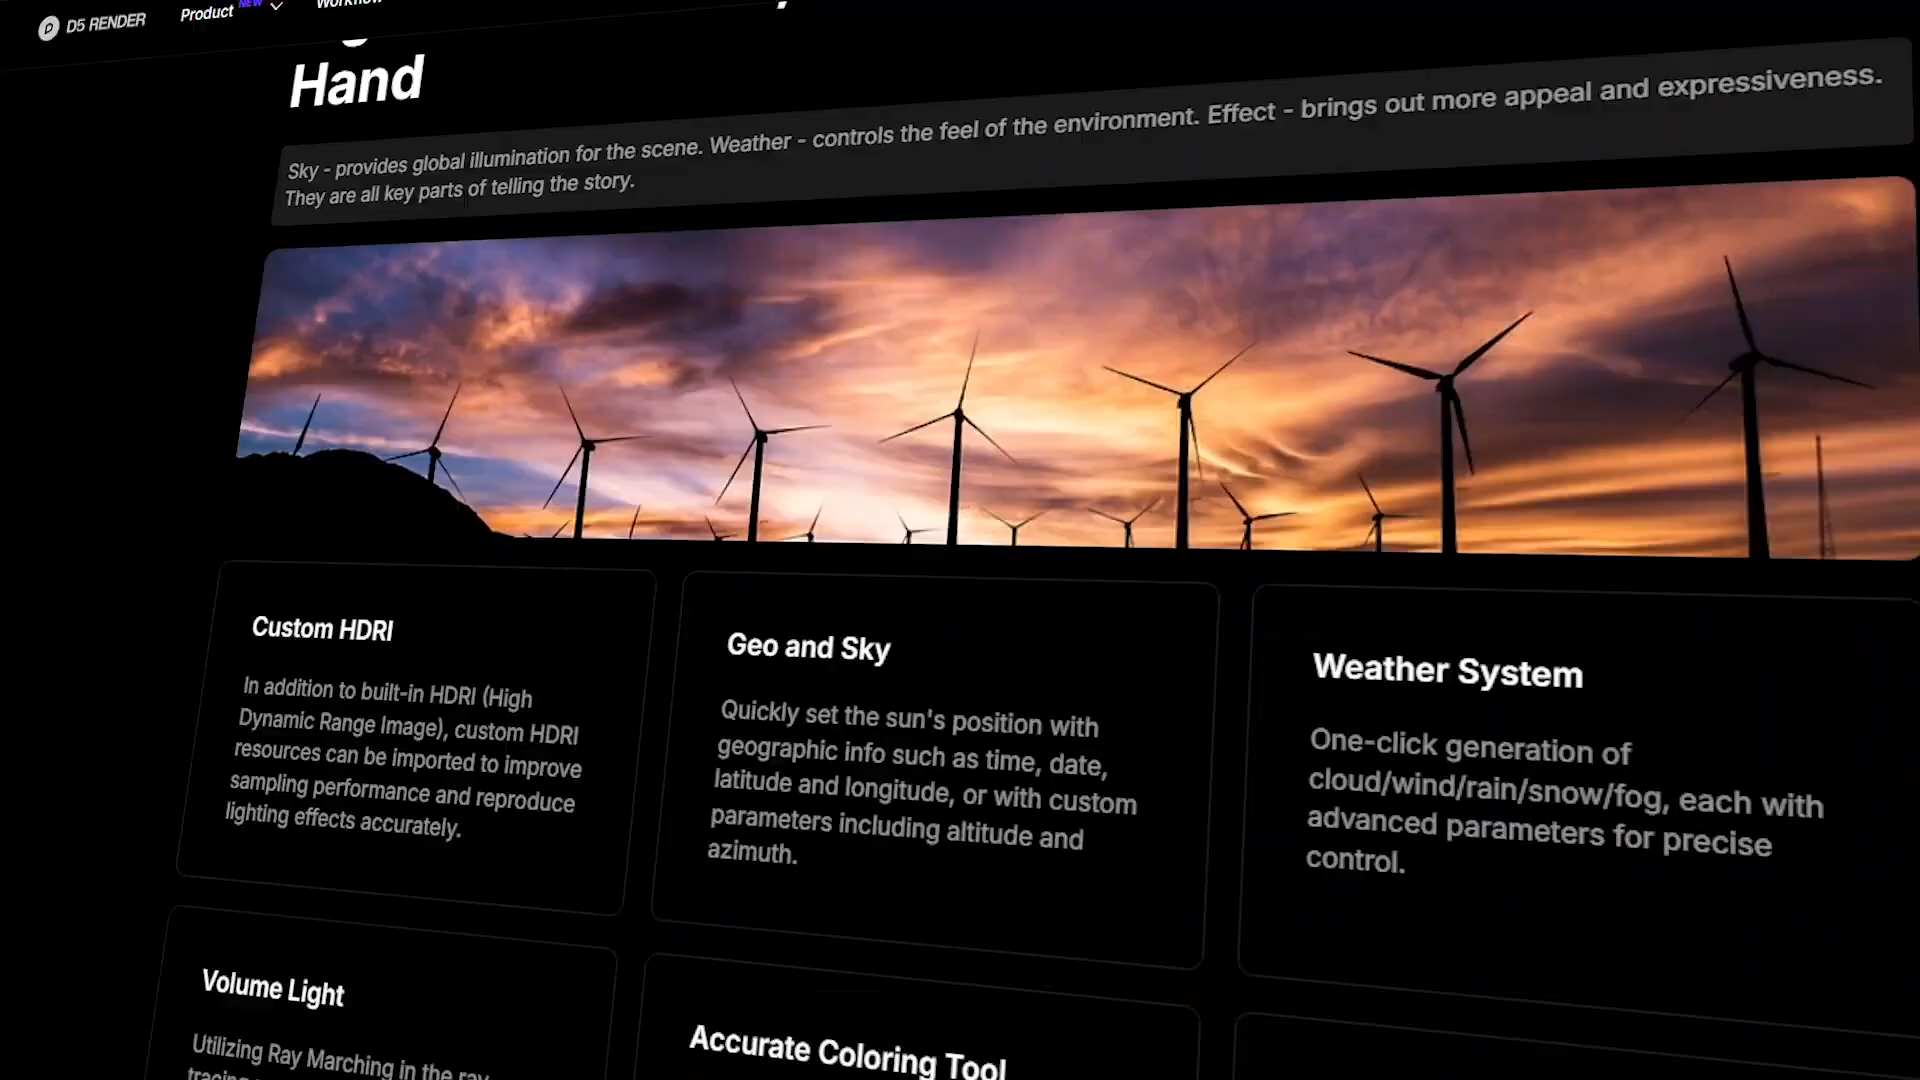 D5 RENDER
Product NEW
Workflow
Hand
Sky - provides global illumination for the scene. Weather - controls the feel of the environment. Effect - brings out more appeal and expressiveness.
They are all key parts of telling the story.
Custom HDRI
In addition to built-in HDRI (High
Dynamic Range Image), custom HDRI
resources can be imported to improve
sampling performance and reproduce
lighting effects accurately.
Geo and Sky
Quickly set the sun's position with
geographic info such as time, date,
latitude and longitude, or with custom
parameters including altitude and
azimuth.
Weather System
One-click generation of
cloud/wind/rain/snow/fog, each with
advanced parameters for precise
control.
Volume Light
Utilizing Ray Marching in the ray
Accurate Coloring Tool